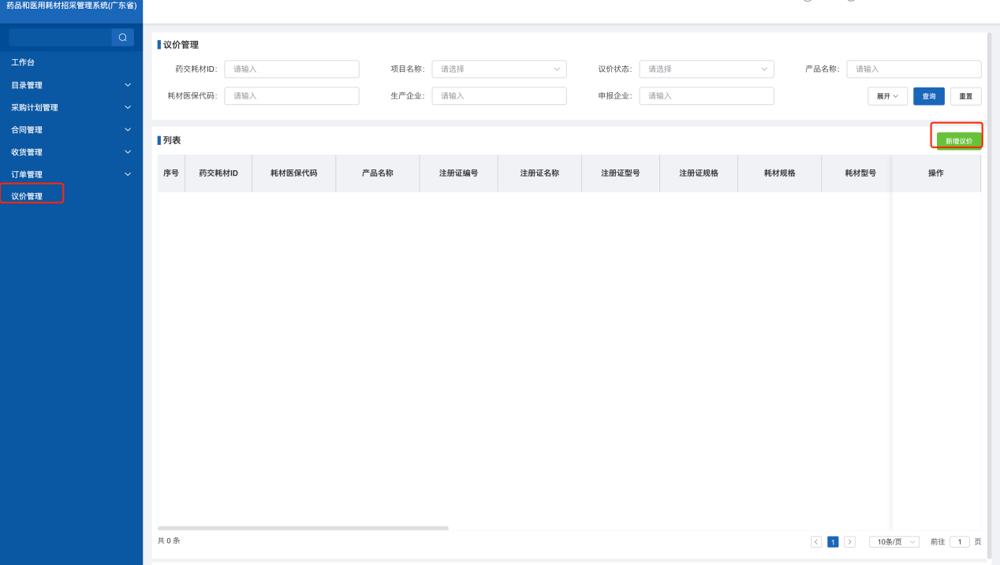 药品和医用耗材招采管理系统(广东省)
工作台
目录管理
采购计划管理
合同管理
收货管理
订单管理
议价管理
议价管理
药交耗材ID: 请输入 项目名称: 请选择 议价状态: 请选择 产品名称: 请输入
耗材医保代码: 请输入 生产企业: 请输入 申报企业: 请输入 展开 查询 重置
列表 新增议价
序号 药交耗材ID 耗材医保代码 产品名称 注册证编号 注册证名称 注册证型号 注册证规格 耗材规格 耗材型号 操作
共 0 条 1 10条/页 前往 1 页